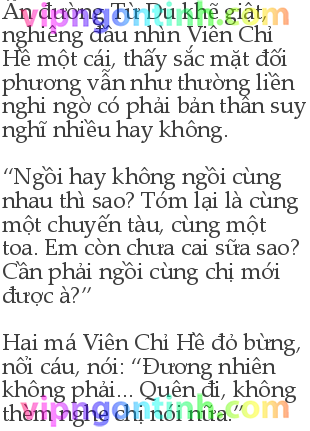 Ấn đường Từ Phú khẽ giật,
nghiêng đầu nhìn Viên Chỉ
Hề một cái, thấy sắc mặt đối
phương vẫn như thường liền
nghi ngờ có phải bản thân suy
nghĩ nhiều hay không.
“Ngồi hay không ngồi cùng
nhau thì sao? Tóm lại là cùng
một chuyến tàu, cùng một
toa. Em còn chưa cai sữa sao?
Cần phải ngồi cùng chị mới
được à?”
Hai má Viên Chỉ Hề đỏ bừng,
nổi cáu, nói: “Đương nhiên
không phải... Quên đi, không
thèm nghe chị nói nữa.”
vipngontinh.com
vipngontinh.com